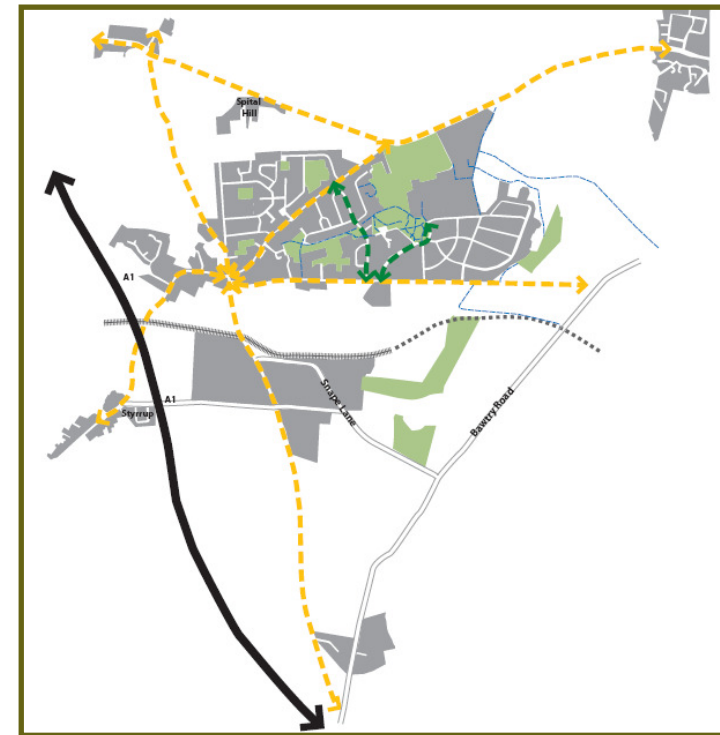 Spital
Hill
A1
A1
Styrrup
Snape Lane
Bawtry Road